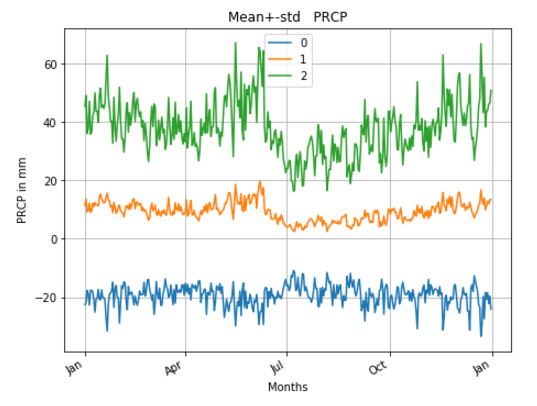 Mean+-std PRCP
0
1
2
60
40
20
0
−20
PRCP in mm
Jan
Apr
Jul
Oct
Jan
Months